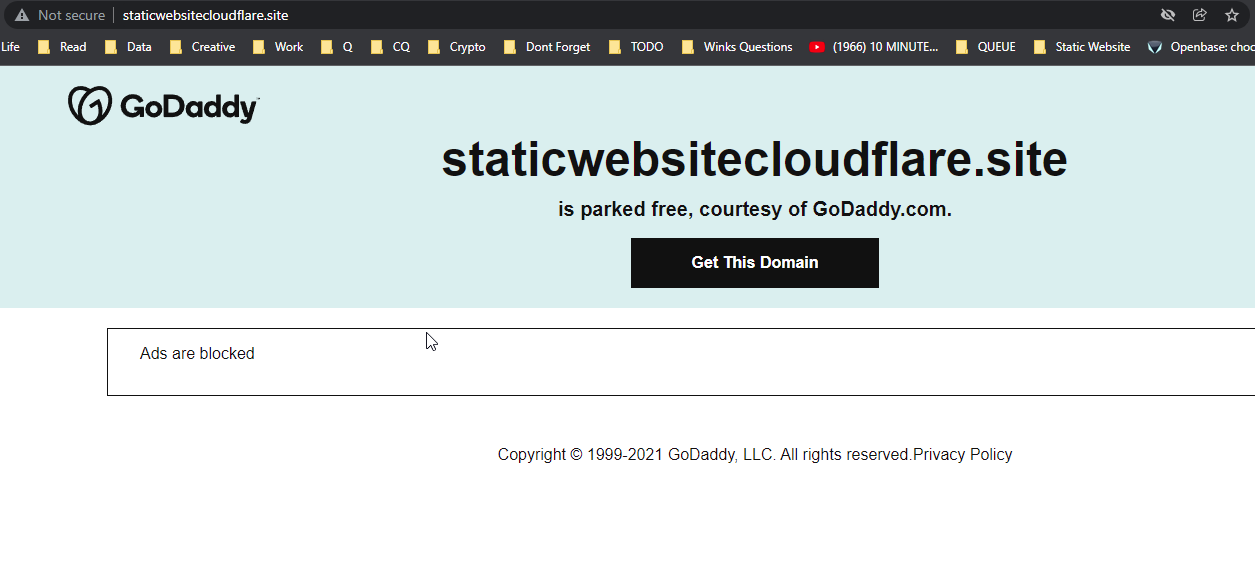 Not secure staticwebsitecloudflare.site
Life Read Data Creative Work Q CQ Crypto Dont Forget TODO Winks Questions (1966) 10 MINUTE... QUEUE Static Website Openbase: choc
GoDaddy
staticwebsitecloudflare.site
is parked free, courtesy of GoDaddy.com.
Get This Domain
Ads are blocked
Copyright © 1999-2021 GoDaddy, LLC. All rights reserved.Privacy Policy